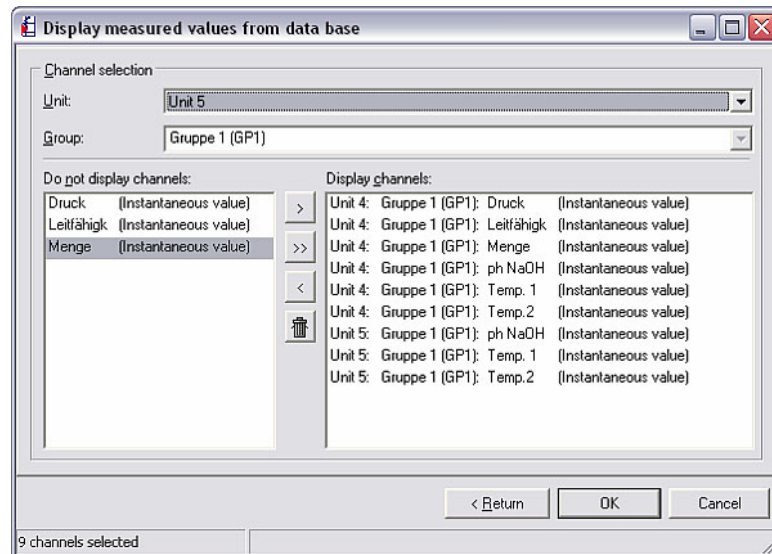 Display measured values from data base
Channel selection
Unit: Unit 5
Group: Gruppe 1 (GP1)
Do not display channels:
Druck (Instantaneous value)
Leitfähigk (Instantaneous value)
Menge (Instantaneous value)
>
>>
<
Display channels:
Unit 4: Gruppe 1 (GP1): Druck (Instantaneous value)
Unit 4: Gruppe 1 (GP1): Leitfähigk (Instantaneous value)
Unit 4: Gruppe 1 (GP1): Menge (Instantaneous value)
Unit 4: Gruppe 1 (GP1): ph NaOH (Instantaneous value)
Unit 4: Gruppe 1 (GP1): Temp. 1 (Instantaneous value)
Unit 4: Gruppe 1 (GP1): Temp.2 (Instantaneous value)
Unit 5: Gruppe 1 (GP1): ph NaOH (Instantaneous value)
Unit 5: Gruppe 1 (GP1): Temp. 1 (Instantaneous value)
Unit 5: Gruppe 1 (GP1): Temp.2 (Instantaneous value)
< Return OK Cancel
9 channels selected